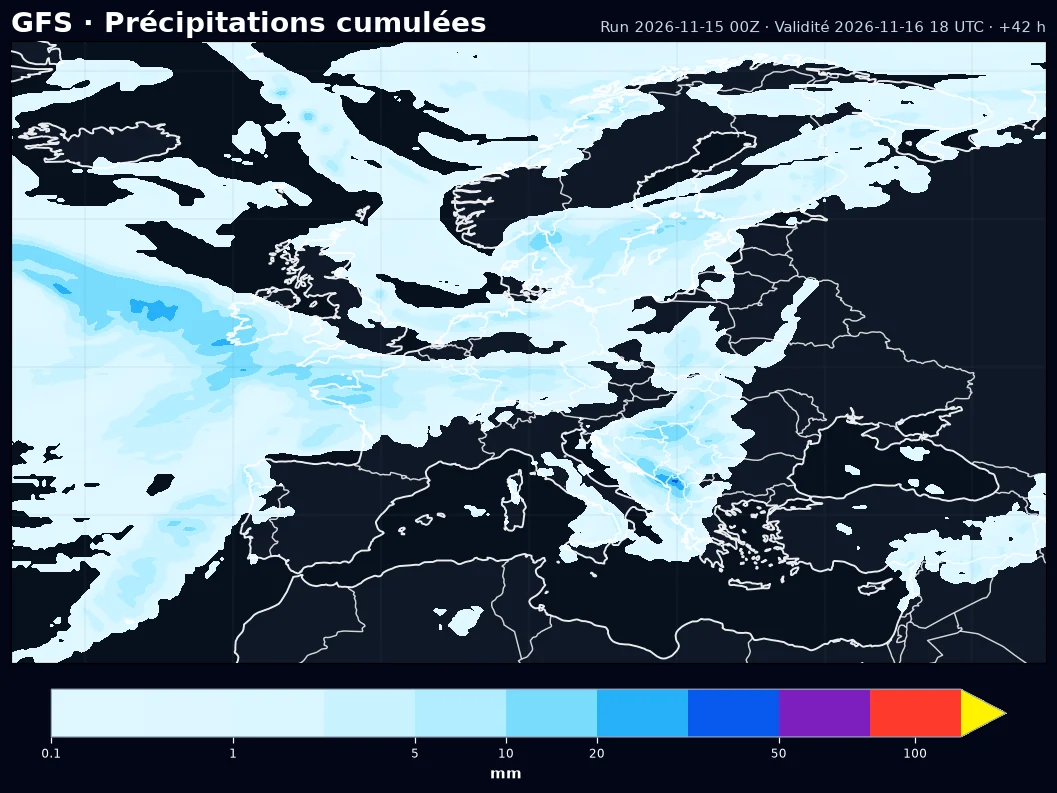 GFS · Précipitations cumulées
Run 2026-11-15 00Z · Validité 2026-11-16 18 UTC · +42 h
0.1 1 5 10 20 50 100
mm